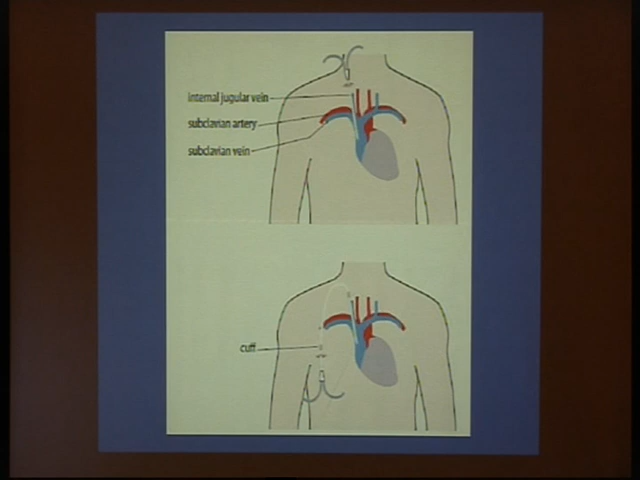 internal jugular vein
subclavian artery
subclavian vein
cuff